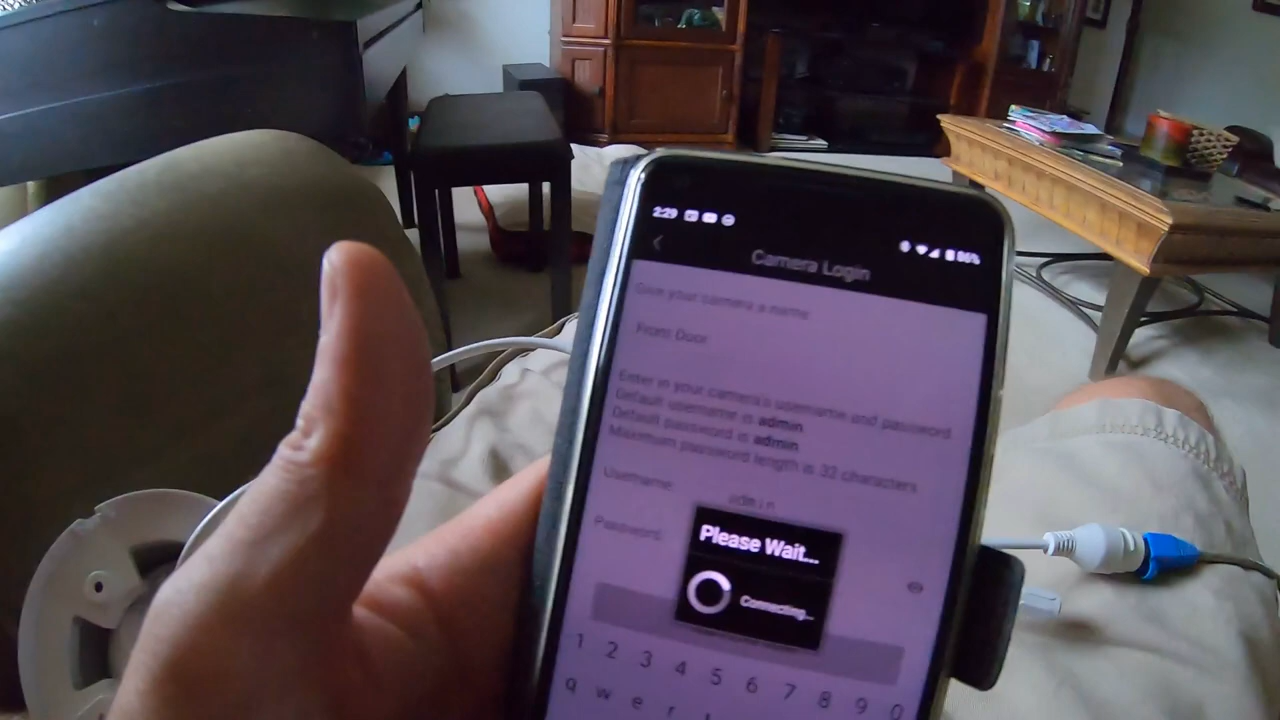 2:29
86%
Camera Login
Give your camera a name
Front Door
Enter in your camera's username and password
Default username is admin
Default password is admin
Maximum password length is 32 characters
Username
admin
Password
Please Wait...
Connecting...
1 2 3 4 5 6 7 8 9 0
q w e r